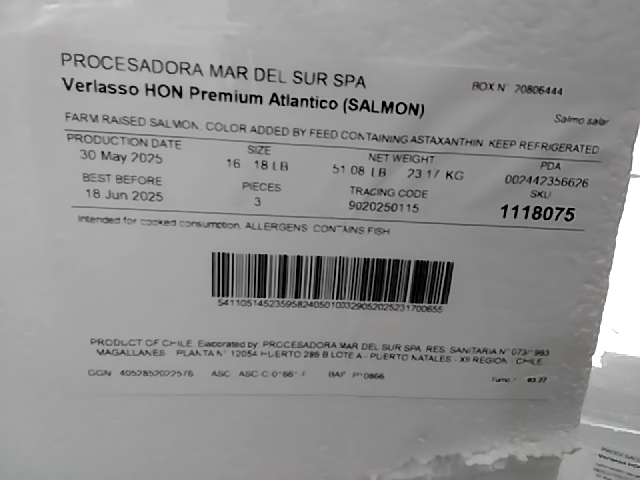 PROCESADORA MAR DEL SUR SPA
BOX N° 20806444
Verlasso HON Premium Atlantico (SALMON)
Salmo salar
FARM RAISED SALMON. COLOR ADDED BY FEED CONTAINING ASTAXANTHIN. KEEP REFRIGERATED
PRODUCTION DATE SIZE NET WEIGHT PDA
30 May 2025 16 18 LB 51.08 LB 23.17 KG 002442356626
BEST BEFORE PIECES TRACING CODE SKU
18 Jun 2025 3 9020250115 1118075
Intended for cooked consumption. ALLERGENS: CONTAINS FISH
PRODUCT OF CHILE. Elaborated by: PROCESADORA MAR DEL SUR SPA. RES. SANITARIA N°
MAGALLANES PLANTA N° 12054 PUERTO 286 B LOTE A - PUERTO NATALES - XII REGION - CHILE
GGN: 4052852022576 ASC: BAP:
PROCESADORA
Verlasso HON